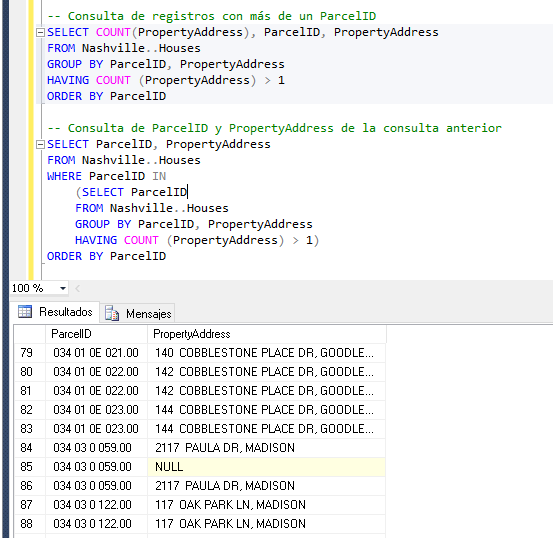 -- Consulta de registros con más de un ParcelID
SELECT COUNT(PropertyAddress), ParcelID, PropertyAddress
FROM Nashville..Houses
GROUP BY ParcelID, PropertyAddress
HAVING COUNT (PropertyAddress) > 1
ORDER BY ParcelID
-- Consulta de ParcelID y PropertyAddress de la consulta anterior
SELECT ParcelID, PropertyAddress
FROM Nashville..Houses
WHERE ParcelID IN
(SELECT ParcelID
FROM Nashville..Houses
GROUP BY ParcelID, PropertyAddress
HAVING COUNT (PropertyAddress) > 1)
ORDER BY ParcelID
100 %
Resultados Mensajes
ParcelID PropertyAddress
79 034 01 0E 021.00 140 COBBLESTONE PLACE DR, GOODLE...
80 034 01 0E 022.00 142 COBBLESTONE PLACE DR, GOODLE...
81 034 01 0E 022.00 142 COBBLESTONE PLACE DR, GOODLE...
82 034 01 0E 023.00 144 COBBLESTONE PLACE DR, GOODLE...
83 034 01 0E 023.00 144 COBBLESTONE PLACE DR, GOODLE...
84 034 03 0 059.00 2117 PAULA DR, MADISON
85 034 03 0 059.00 NULL
86 034 03 0 059.00 2117 PAULA DR, MADISON
87 034 03 0 122.00 117 OAK PARK LN, MADISON
88 034 03 0 122.00 117 OAK PARK LN, MADISON